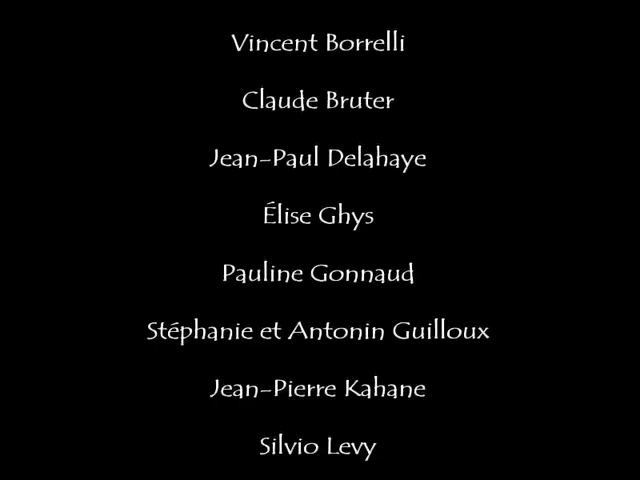 Vincent Borrelli
Claude Bruter
Jean-Paul Delahaye
Élise Ghys
Pauline Gonnaud
Stéphanie et Antonin Guilloux
Jean-Pierre Kahane
Silvio Levy